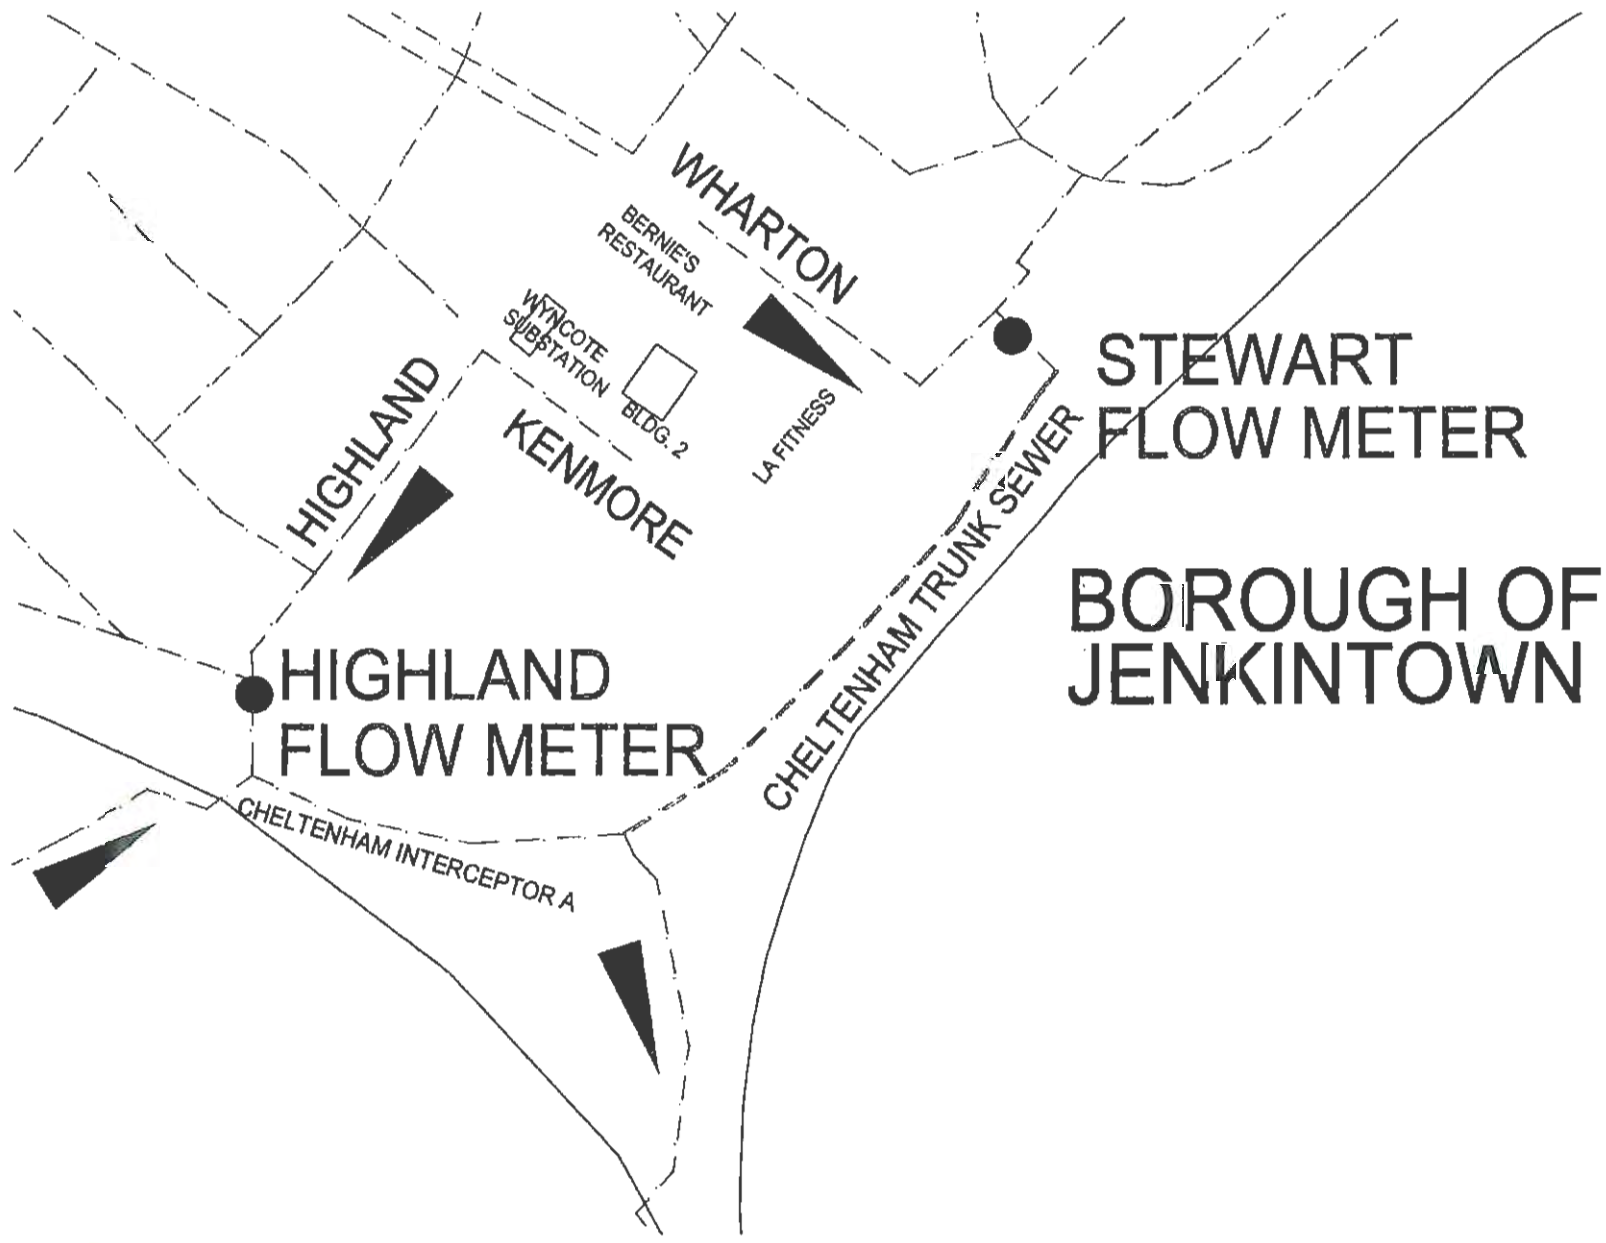 WHARTON
BERNIE'S
RESTAURANT
WYNCOTE
SUBSTATION
BLDG. 2
LA FITNESS
HIGHLAND
KENMORE
STEWART
FLOW METER
CHELTENHAM TRUNK SEWER
BOROUGH OF
JENKINTOWN
HIGHLAND
FLOW METER
CHELTENHAM INTERCEPTOR A